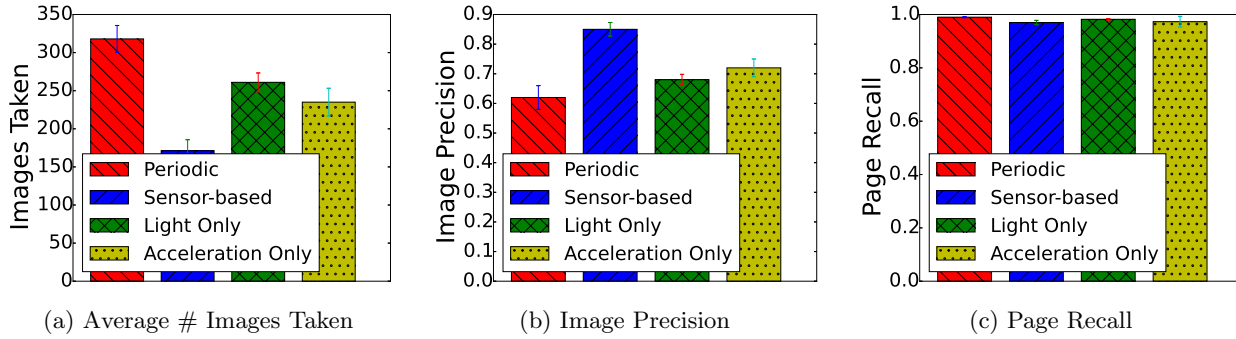 350
300
250
200
150
100
50
0
Images Taken
Periodic
Sensor-based
Light Only
Acceleration Only
(a) Average # Images Taken
0.9
0.8
0.7
0.6
0.5
0.4
0.3
0.2
0.1
0.0
Image Precision
Periodic
Sensor-based
Light Only
Acceleration Only
(b) Image Precision
1.0
0.8
0.6
0.4
0.2
0.0
Page Recall
Periodic
Sensor-based
Light Only
Acceleration Only
(c) Page Recall